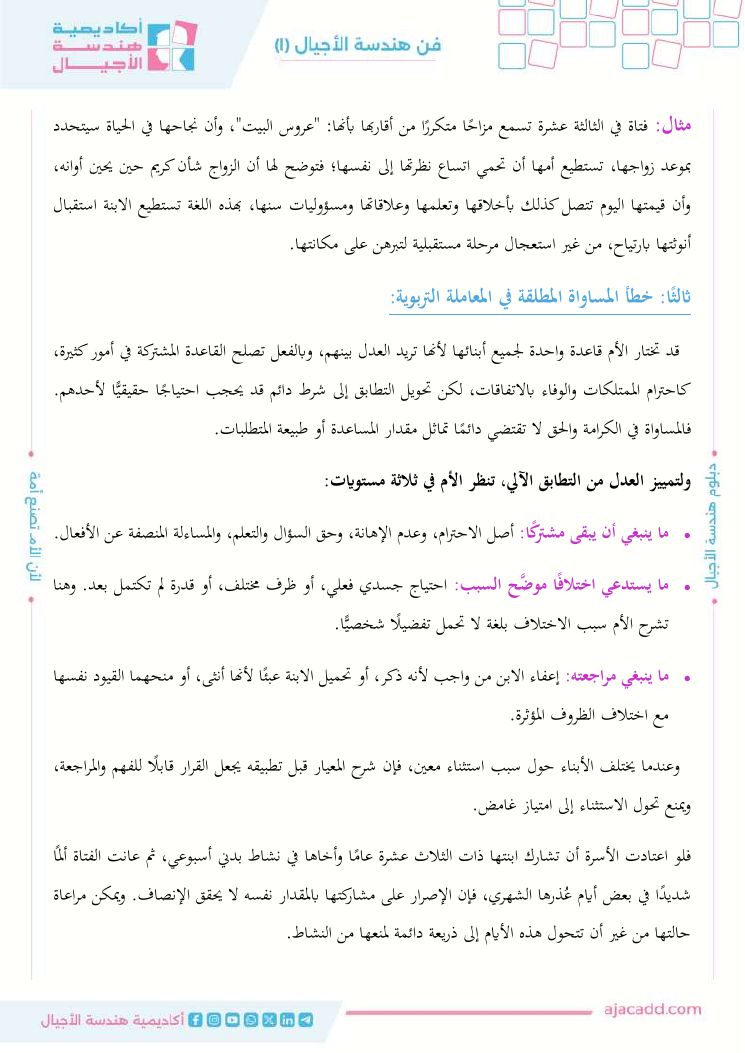 أكاديمية
هندسة
الأجيال
فن هندسة الأجيال (١)
مثال: فتاة في الثالثة عشرة تسمع مزاحًا متكررًا من أقاربها بأنها: "عروس البيت"، وأن نجاحها في الحياة سيتحدد
بموعد زواجها، تستطيع أمها أن تحمي اتساع نظرتها إلى نفسها؛ فتوضح لها أن الزواج شأن كريم حين يحين أوانه،
وأن قيمتها اليوم تتصل كذلك بأخلاقها وتعلمها وعلاقاتها ومسؤوليات سنها، بهذه اللغة تستطيع الابنة استقبال
أنوثتها بارتياح، من غير استعجال مرحلة مستقبلية لتبرهن على مكانتها.
ثالثًا: خطأ المساواة المطلقة في المعاملة التربوية:
قد تختار الأم قاعدة واحدة لجميع أبنائها لأنها تريد العدل بينهم، وبالفعل تصلح القاعدة المشتركة في أمور كثيرة،
كاحترام الممتلكات والوفاء بالاتفاقات، لكن تحويل التطابق إلى شرط دائم قد يحجب احتياجًا حقيقيًّا لأحدهم.
فالمساواة في الكرامة والحق لا تقتضي دائمًا تماثل مقدار المساعدة أو طبيعة المتطلبات.
ولتمييز العدل من التطابق الآلي، تنظر الأم في ثلاثة مستويات:
• ما ينبغي أن يبقى مشتركًا: أصل الاحترام، وعدم الإهانة، وحق السؤال والتعلم، والمساءلة المنصفة عن الأفعال.
• ما يستدعي اختلافًا موضَّح السبب: احتياج جسدي فعلي، أو ظرف مختلف، أو قدرة لم تكتمل بعد. وهنا
تشرح الأم سبب الاختلاف بلغة لا تحمل تفضيلًا شخصيًّا.
• ما ينبغي مراجعته: إعفاء الابن من واجب لأنه ذكر، أو تحميل الابنة عبئًا لأنها أنثى، أو منحهما القيود نفسها
مع اختلاف الظروف المؤثرة.
وعندما يختلف الأبناء حول سبب استثناء معين، فإن شرح المعيار قبل تطبيقه يجعل القرار قابلًا للفهم والمراجعة،
ويمنع تحول الاستثناء إلى امتياز غامض.
فلو اعتادت الأسرة أن تشارك ابنتها ذات الثلاث عشرة عامًا وأخاها في نشاط بدني أسبوعي، ثم عانت الفتاة ألمًا
شديدًا في بعض أيام عُذرها الشهري، فإن الإصرار على مشاركتها بالمقدار نفسه لا يحقق الإنصاف. ويمكن مراعاة
حالتها من غير أن تتحول هذه الأيام إلى ذريعة دائمة لمنعها من النشاط.
دبلوم هندسة الأجيال
لأن الأم تصنع أمة
ajacadd.com
أكاديمية هندسة الأجيال